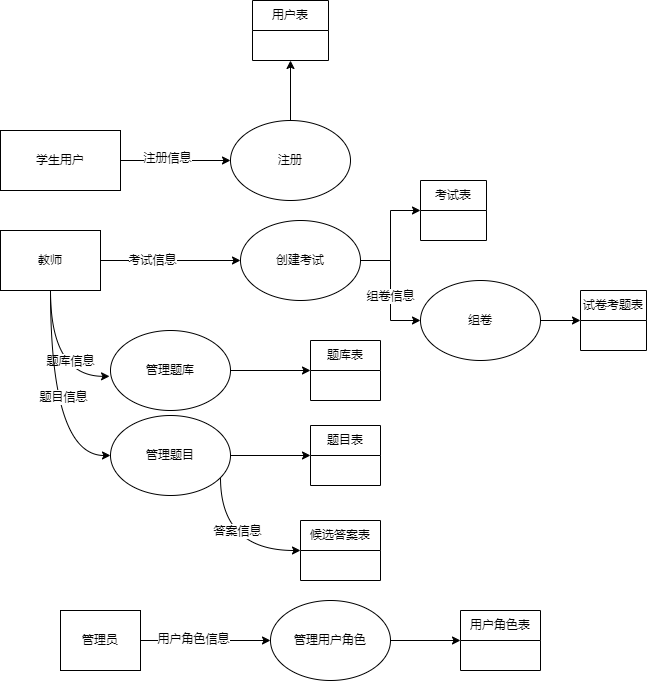 用户表
学生用户
注册信息
注册
考试表
教师
考试信息
创建考试
组卷信息
试卷考题表
组卷
题库信息
管理题库
题库表
题目信息
管理题目
题目表
答案信息
候选答案表
管理员
用户角色信息
管理用户角色
用户角色表